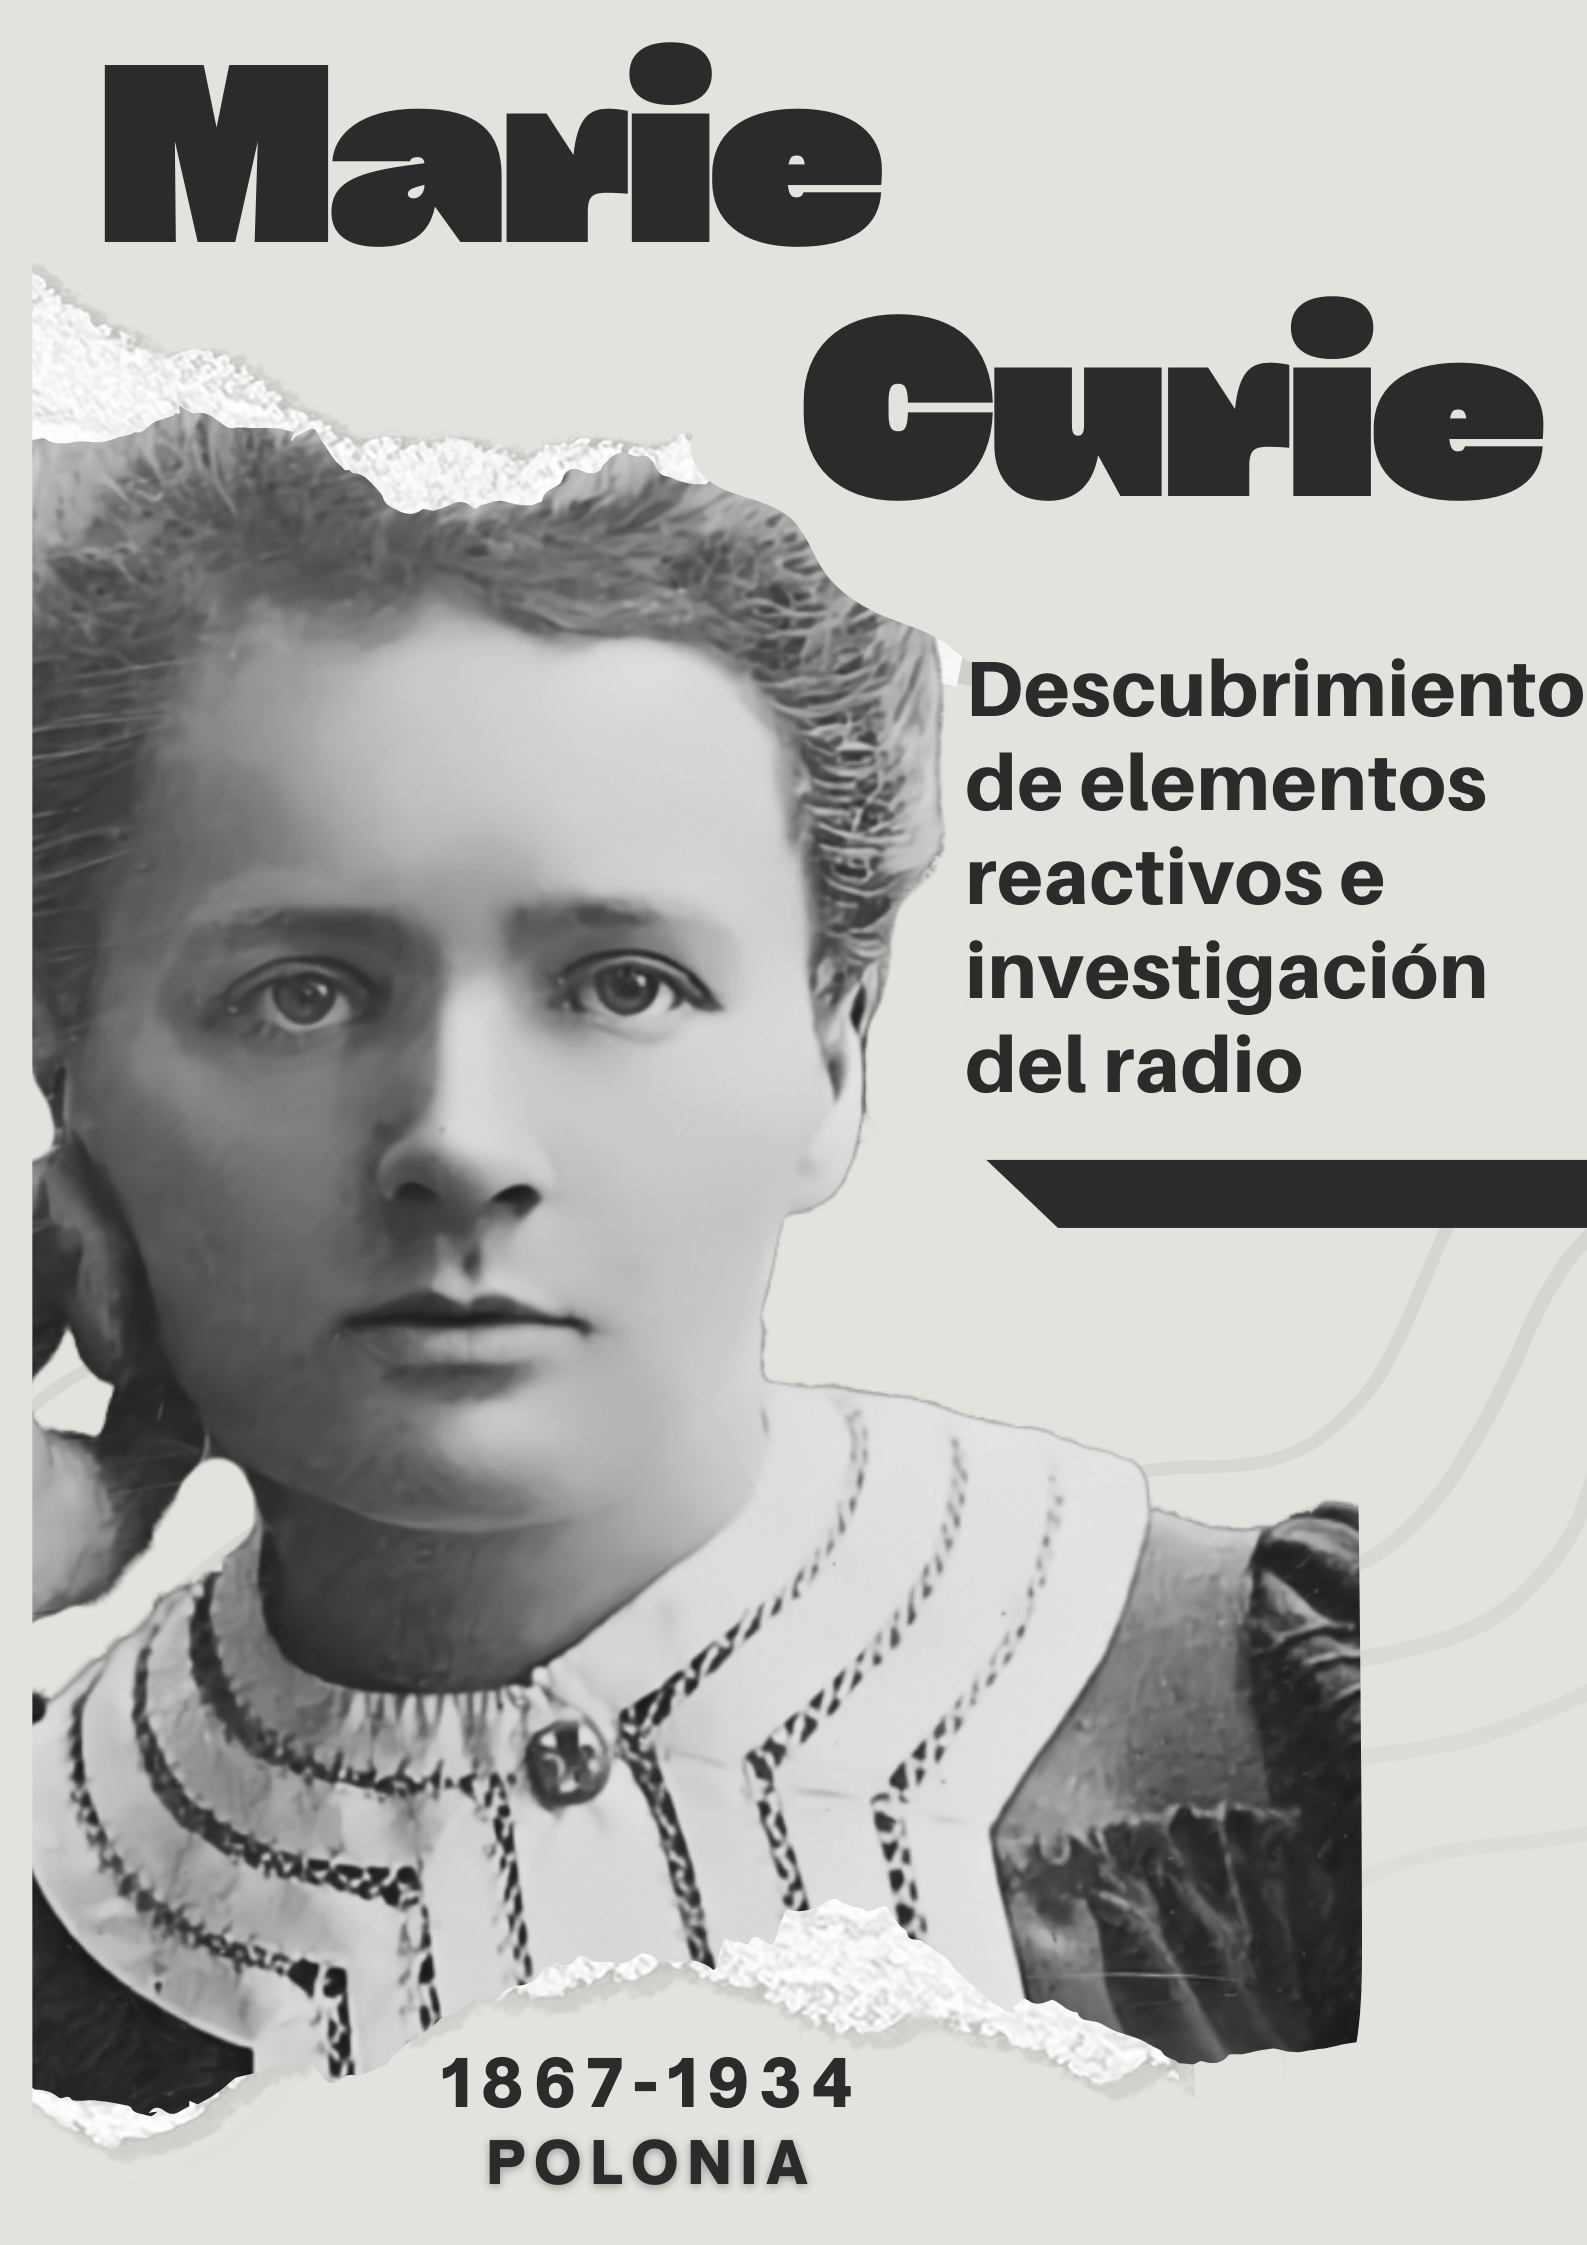 Marie
Curie
Descubrimiento
de elementos
reactivos e
investigación
del radio
1867-1934
POLONIA